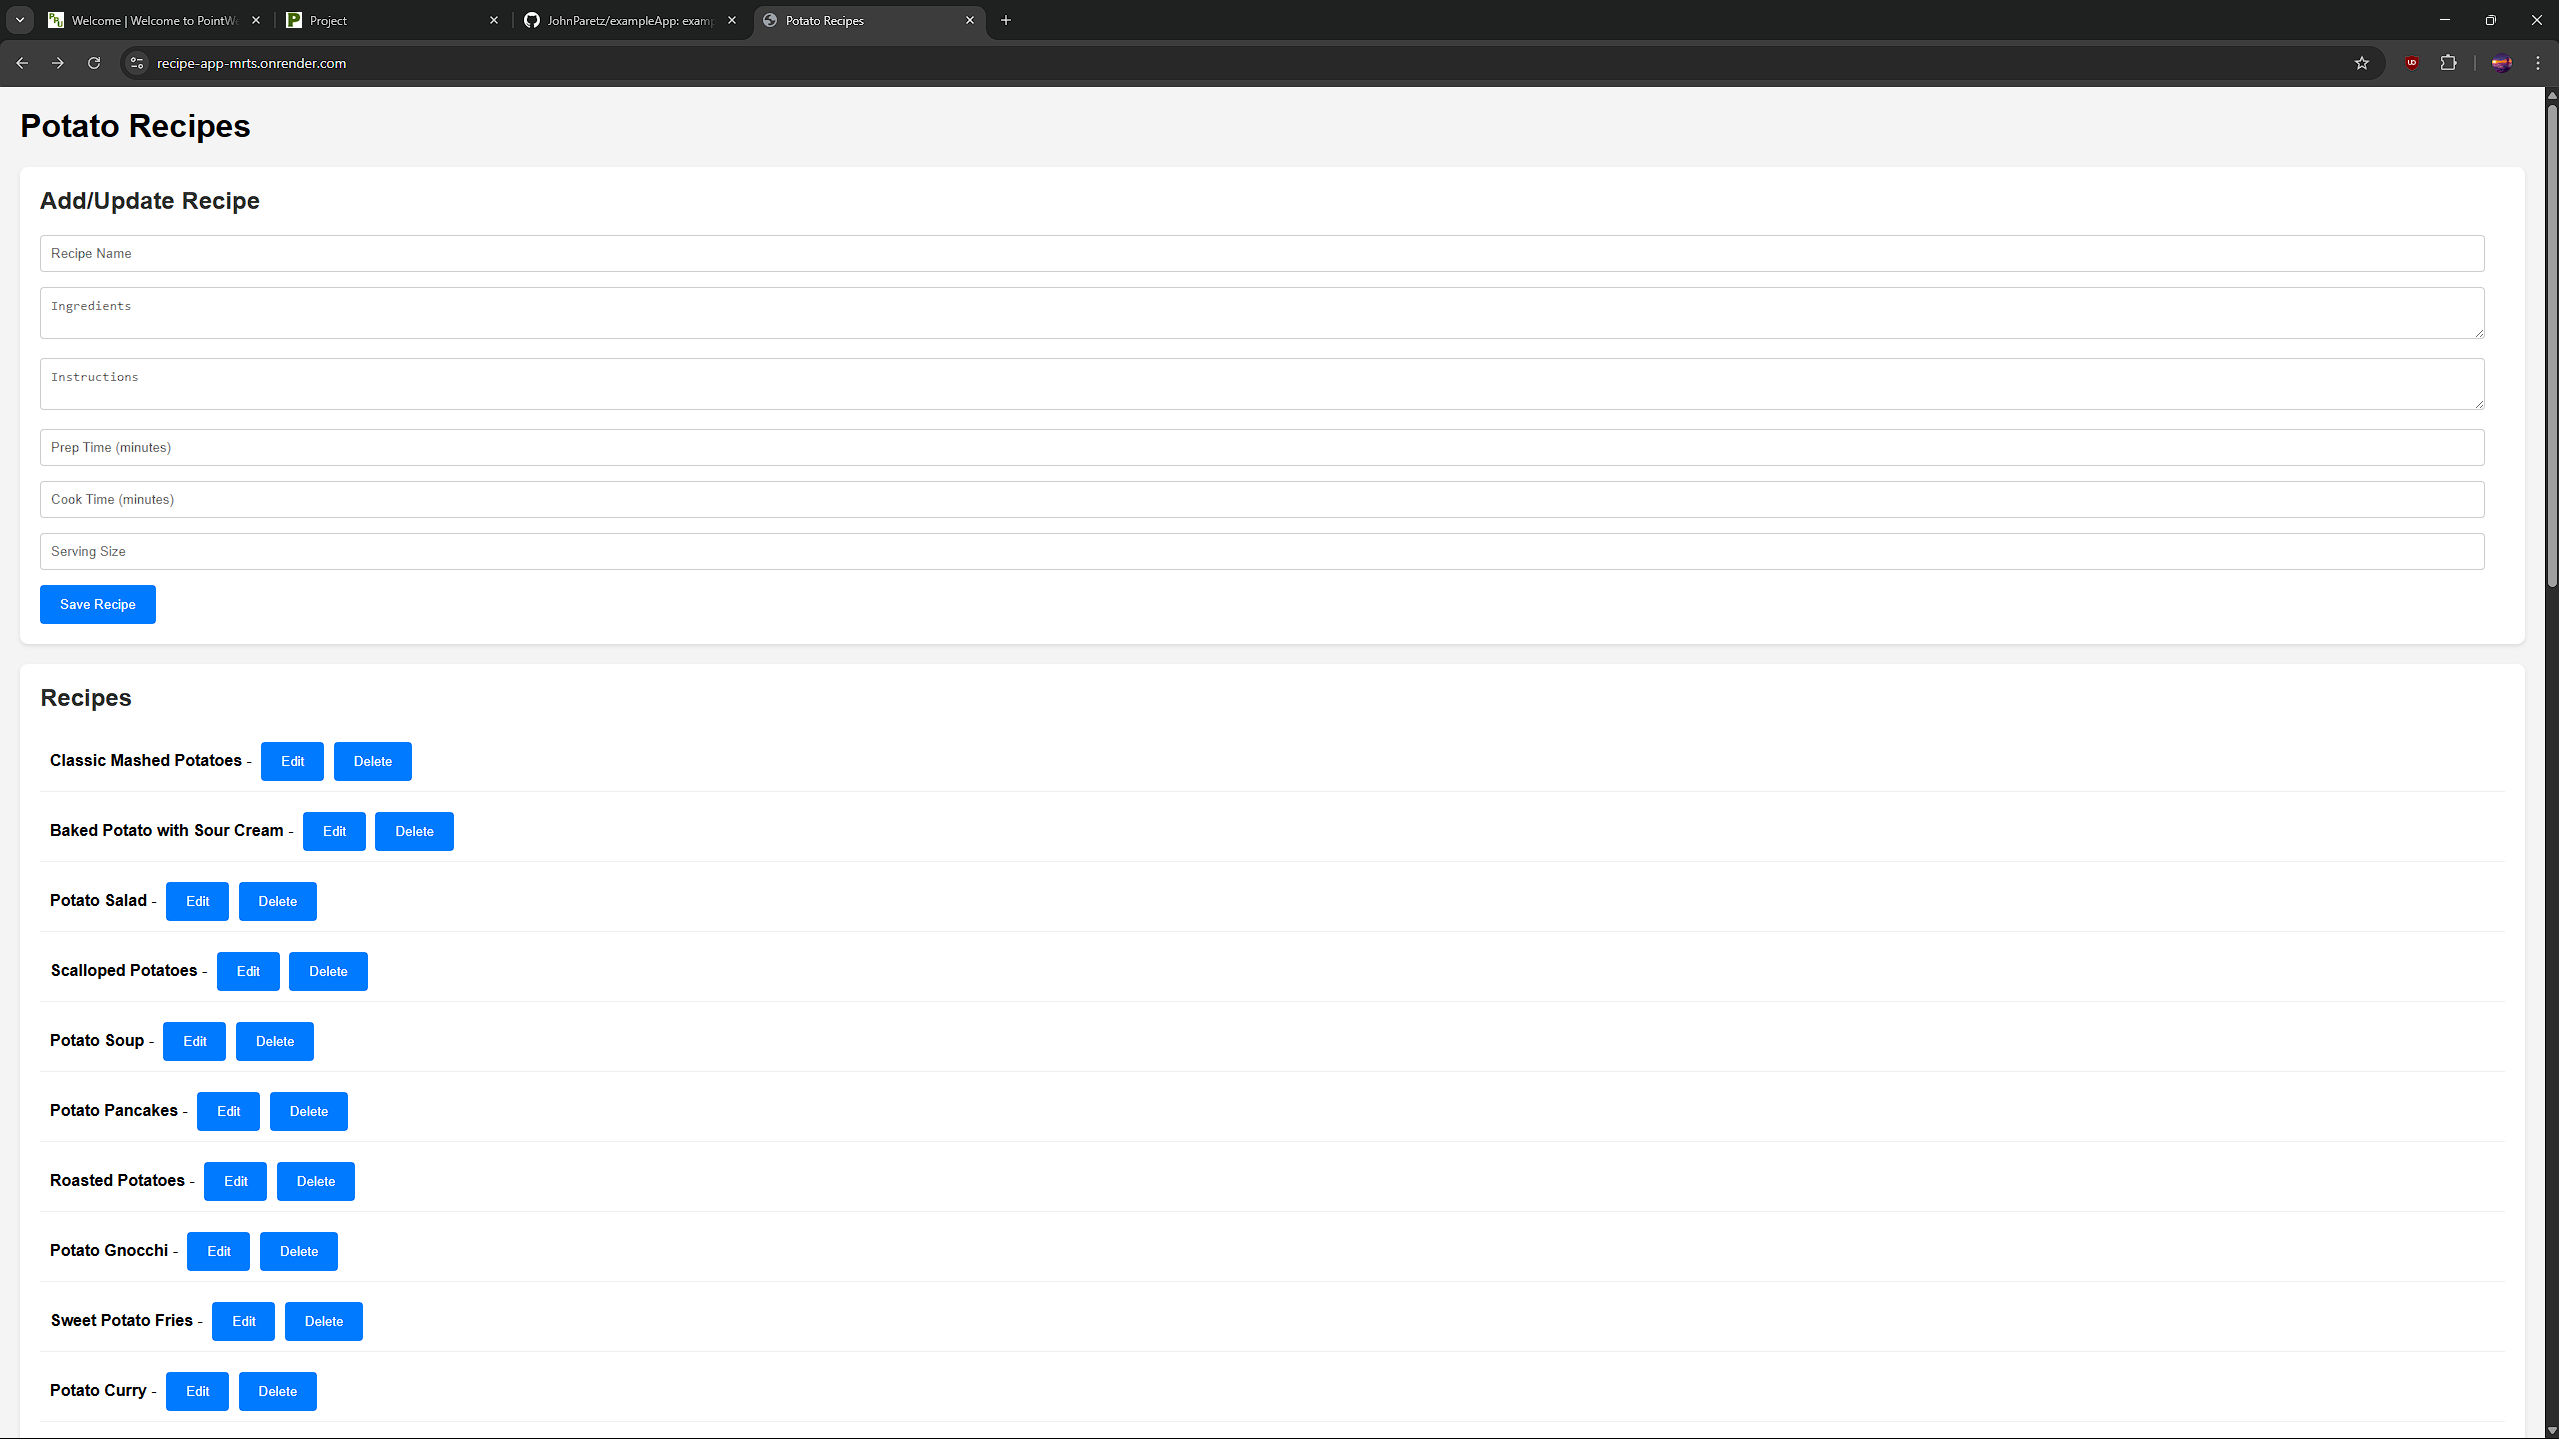 Welcome | Welcome to PointW
Project
JohnParetz/exampleApp: examp
Potato Recipes
recipe-app-mrts.onrender.com
Potato Recipes
Add/Update Recipe
Recipe Name
Ingredients
Instructions
Prep Time (minutes)
Cook Time (minutes)
Serving Size
Save Recipe
Recipes
Classic Mashed Potatoes - Edit Delete
Baked Potato with Sour Cream - Edit Delete
Potato Salad - Edit Delete
Scalloped Potatoes - Edit Delete
Potato Soup - Edit Delete
Potato Pancakes - Edit Delete
Roasted Potatoes - Edit Delete
Potato Gnocchi - Edit Delete
Sweet Potato Fries - Edit Delete
Potato Curry - Edit Delete